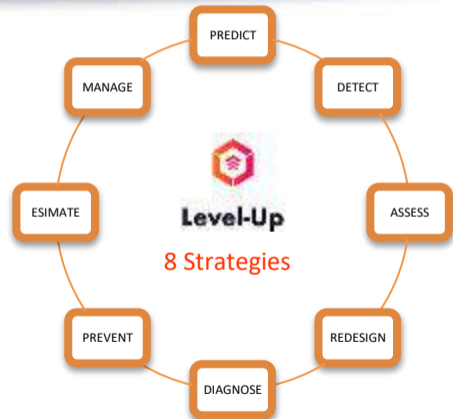 PREDICT
MANAGE
DETECT
ESIMATE
Level-Up
ASSESS
8 Strategies
PREVENT
REDESIGN
DIAGNOSE